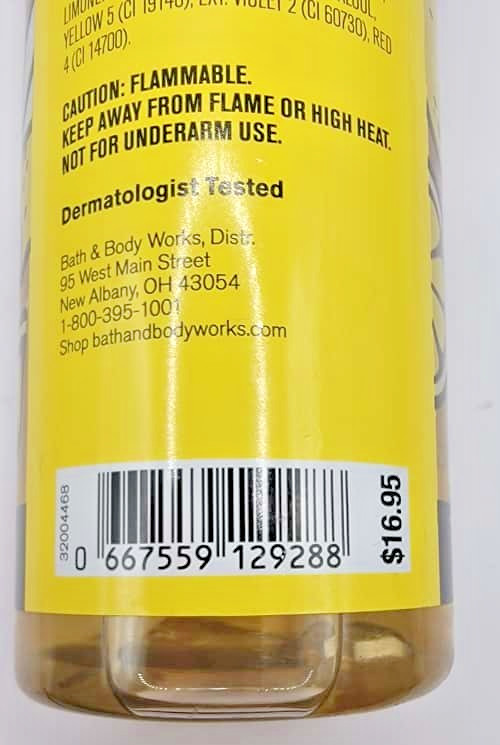 YELLOW 5 (CI 19140), EXT. VIOLET 2 (CI 60730), RED
4 (CI 14700).
CAUTION: FLAMMABLE.
KEEP AWAY FROM FLAME OR HIGH HEAT.
NOT FOR UNDERARM USE.
Dermatologist Tested
Bath & Body Works, Distr.
95 West Main Street
New Albany, OH 43054
1-800-395-1001
Shop bathandbodyworks.com
32004468
0 667559 129288
$16.95